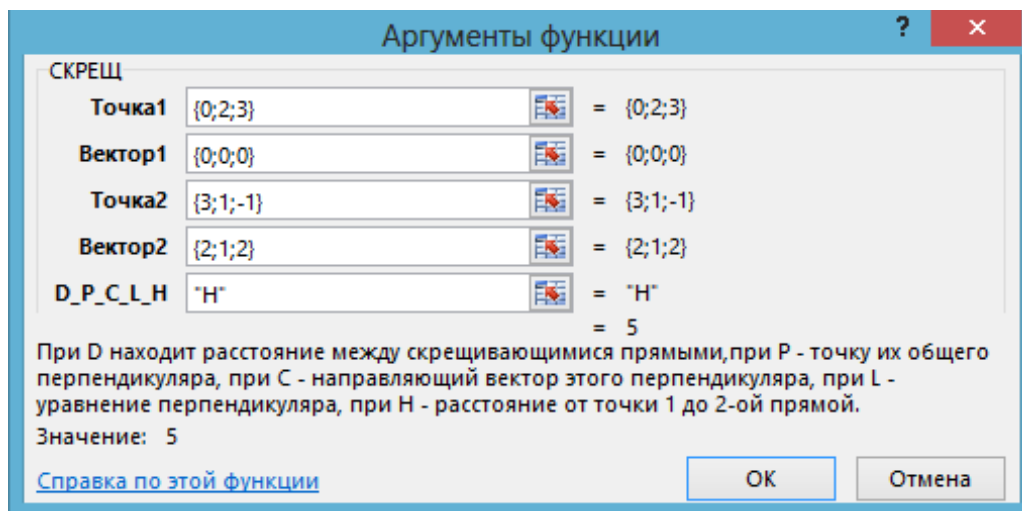 Аргументы функции
?
СКРЕЩ
Точка1 {0;2;3} = {0;2;3}
Вектор1 {0;0;0} = {0;0;0}
Точка2 {3;1;-1} = {3;1;-1}
Вектор2 {2;1;2} = {2;1;2}
D_P_C_L_H "H" = "H"
= 5
При D находит расстояние между скрещивающимися прямыми,при P - точку их общего
перпендикуляра, при C - направляющий вектор этого перпендикуляра, при L -
уравнение перпендикуляра, при H - расстояние от точки 1 до 2-ой прямой.
Значение: 5
Справка по этой функции
ОК
Отмена